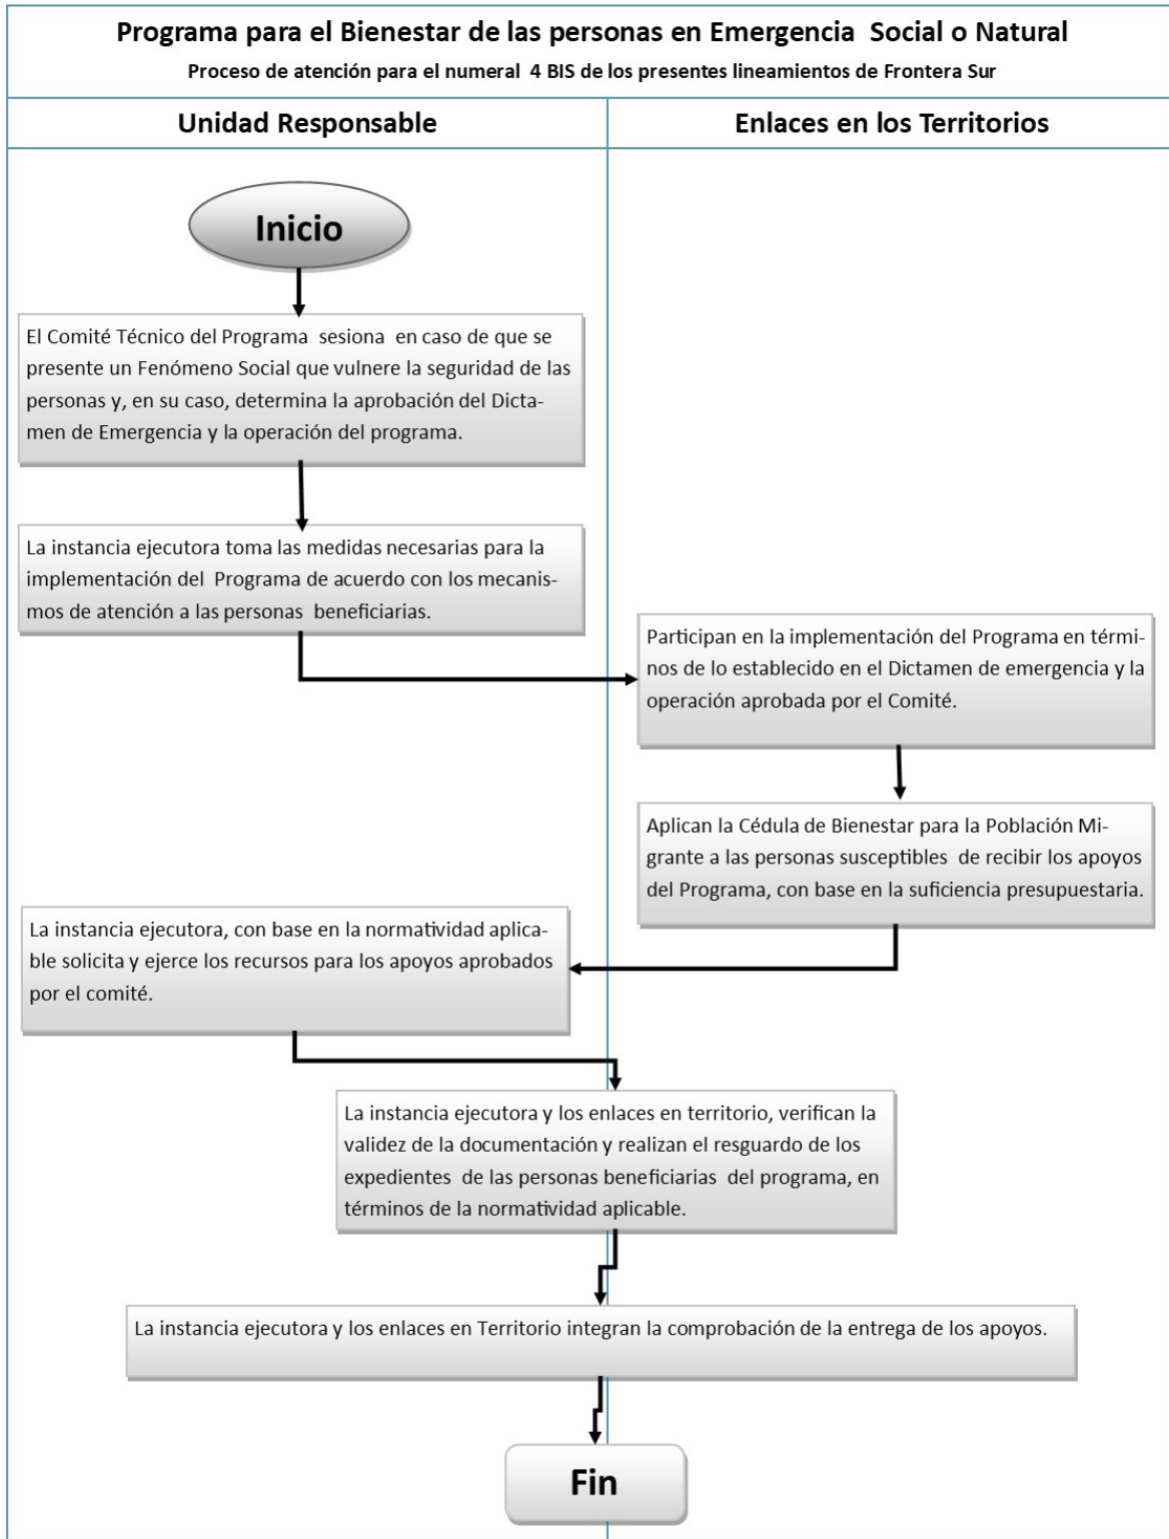 Programa para el Bienestar de las personas en Emergencia Social o Natural
Proceso de atención para el numeral 4 BIS de los presentes lineamientos de Frontera Sur
Unidad Responsable
Enlaces en los Territorios
Inicio
El Comité Técnico del Programa sesiona en caso de que se
presente un Fenómeno Social que vulnere la seguridad de las
personas y, en su caso, determina la aprobación del Dicta-
men de Emergencia y la operación del programa.
La instancia ejecutora toma las medidas necesarias para la
implementación del Programa de acuerdo con los mecanis-
mos de atención a las personas beneficiarias.
Participan en la implementación del Programa en térmi-
nos de lo establecido en el Dictamen de emergencia y la
operación aprobada por el Comité.
Aplican la Cédula de Bienestar para la Población Mi-
grante a las personas susceptibles de recibir los apoyos
del Programa, con base en la suficiencia presupuestaria.
La instancia ejecutora, con base en la normatividad aplica-
ble solicita y ejerce los recursos para los apoyos aprobados
por el comité.
La instancia ejecutora y los enlaces en territorio, verifican la
validez de la documentación y realizan el resguardo de los
expedientes de las personas beneficiarias del programa, en
términos de la normatividad aplicable.
La instancia ejecutora y los enlaces en Territorio integran la comprobación de la entrega de los apoyos.
Fin